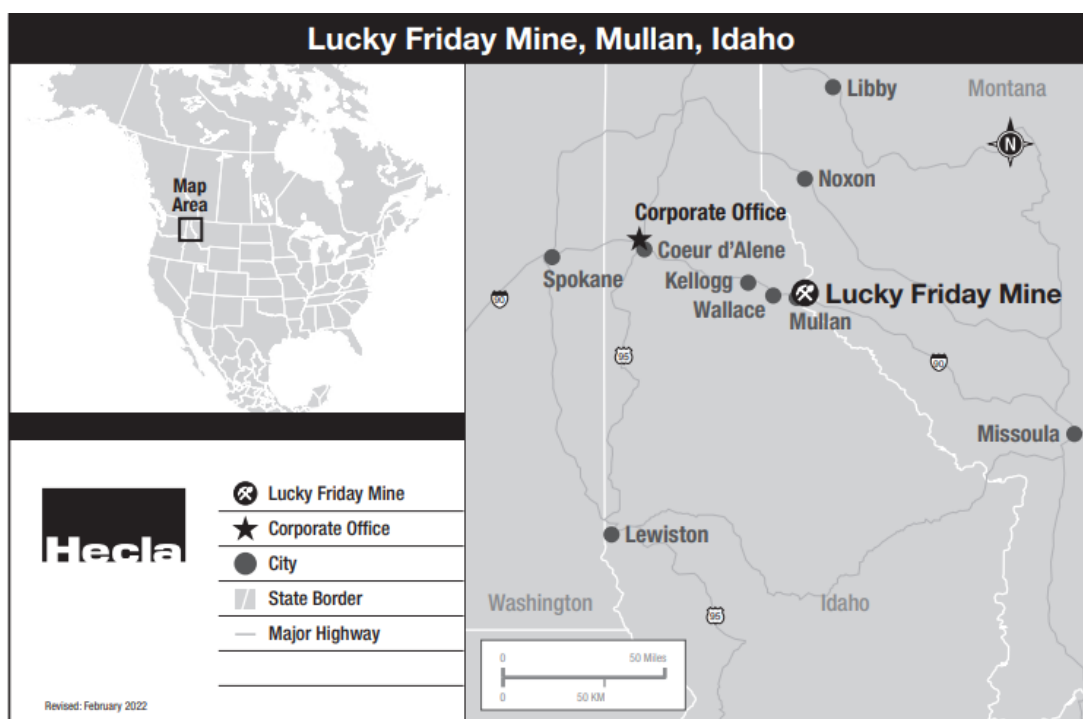 Lucky Friday Mine, Mullan, Idaho
Map
Area
Libby
Montana
N
Noxon
Corporate Office
Coeur d'Alene
Spokane
Kellogg
Lucky Friday Mine
Wallace
Mullan
90
95
90
Missoula
Lewiston
Washington
Idaho
95
0
50 Miles
0
50 KM
Hecla
Lucky Friday Mine
Corporate Office
City
State Border
Major Highway
Revised: February 2022